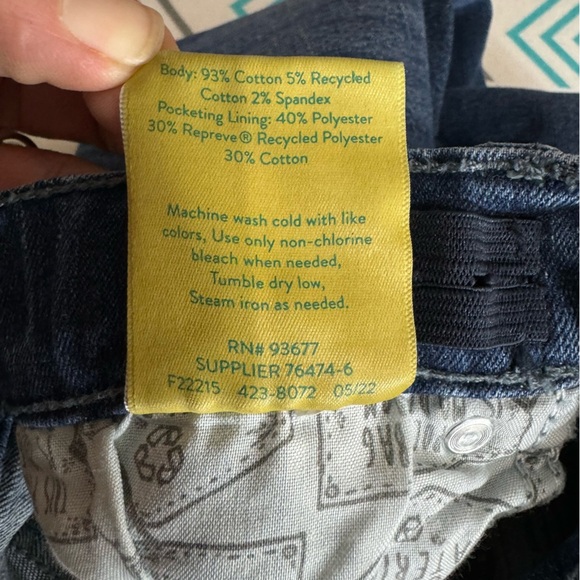 Body: 93% Cotton 5% Recycled
Cotton 2% Spandex
Pocketing Lining: 40% Polyester
30% Repreve® Recycled Polyester
30% Cotton
Machine wash cold with like
colors, Use only non-chlorine
bleach when needed,
Tumble dry low,
Steam iron as needed.
RN# 93677
SUPPLIER 76474-6
F22215 423-8072 05/22